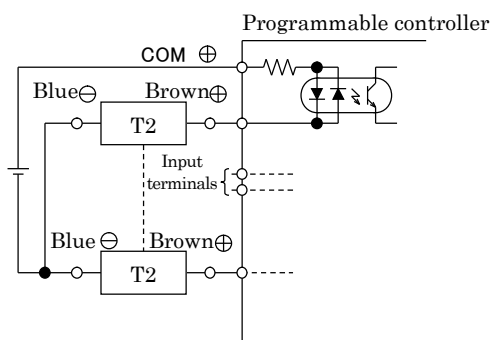 Programmable controller
COM ⊕
Blue⊖ Brown⊕
T2
Input
terminals
Blue⊖ Brown⊕
T2